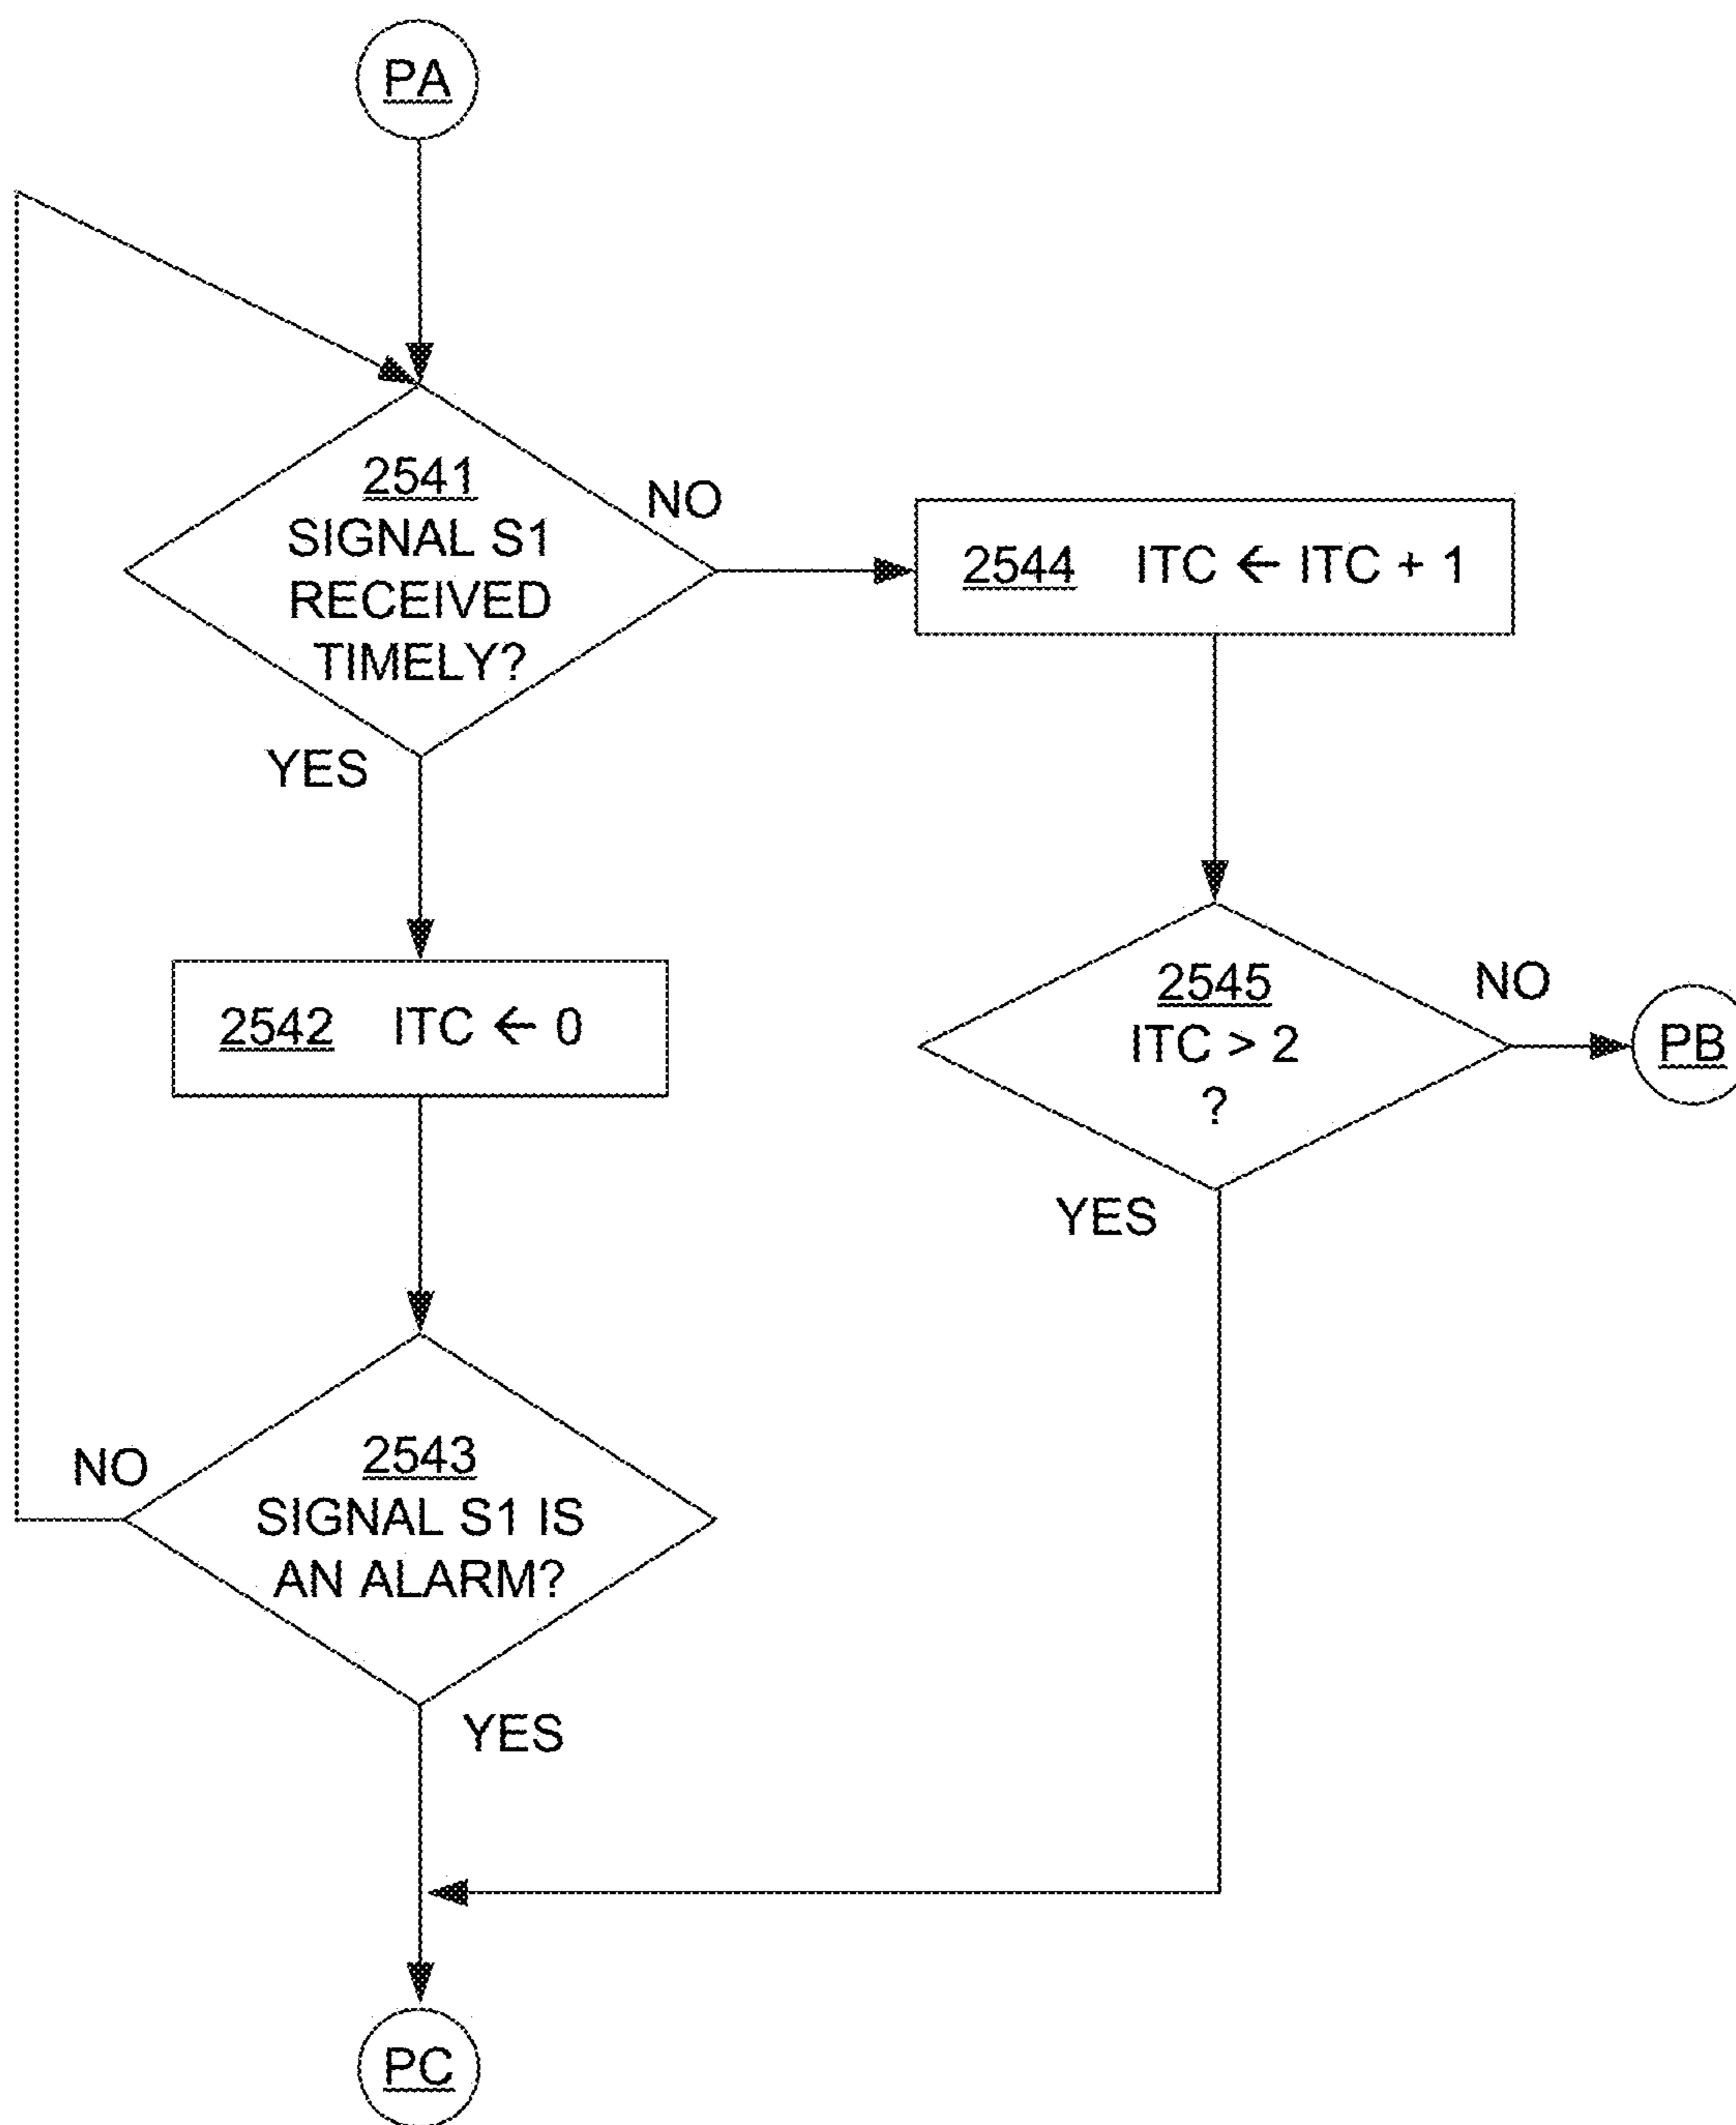 PA
2541
SIGNAL S1
RECEIVED
TIMELY?
NO
YES
2544 ITC ← ITC + 1
2542 ITC ← 0
2545
ITC > 2
?
NO
PB
YES
2543
SIGNAL S1 IS
AN ALARM?
NO
YES
PC